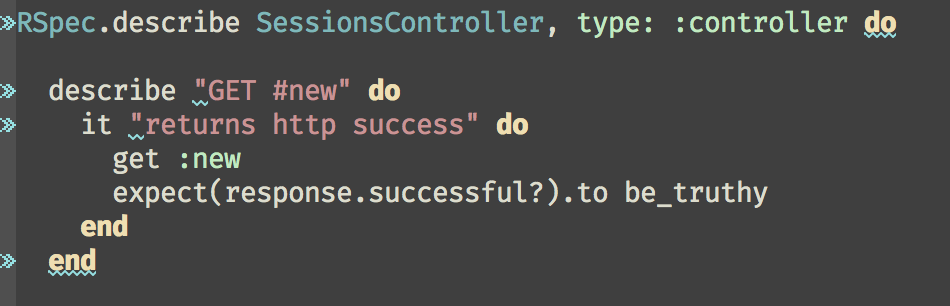 RSpec.describe SessionsController, type: :controller do
describe "GET #new" do
it "returns http success" do
get :new
expect(response.successful?).to be_truthy
end
end